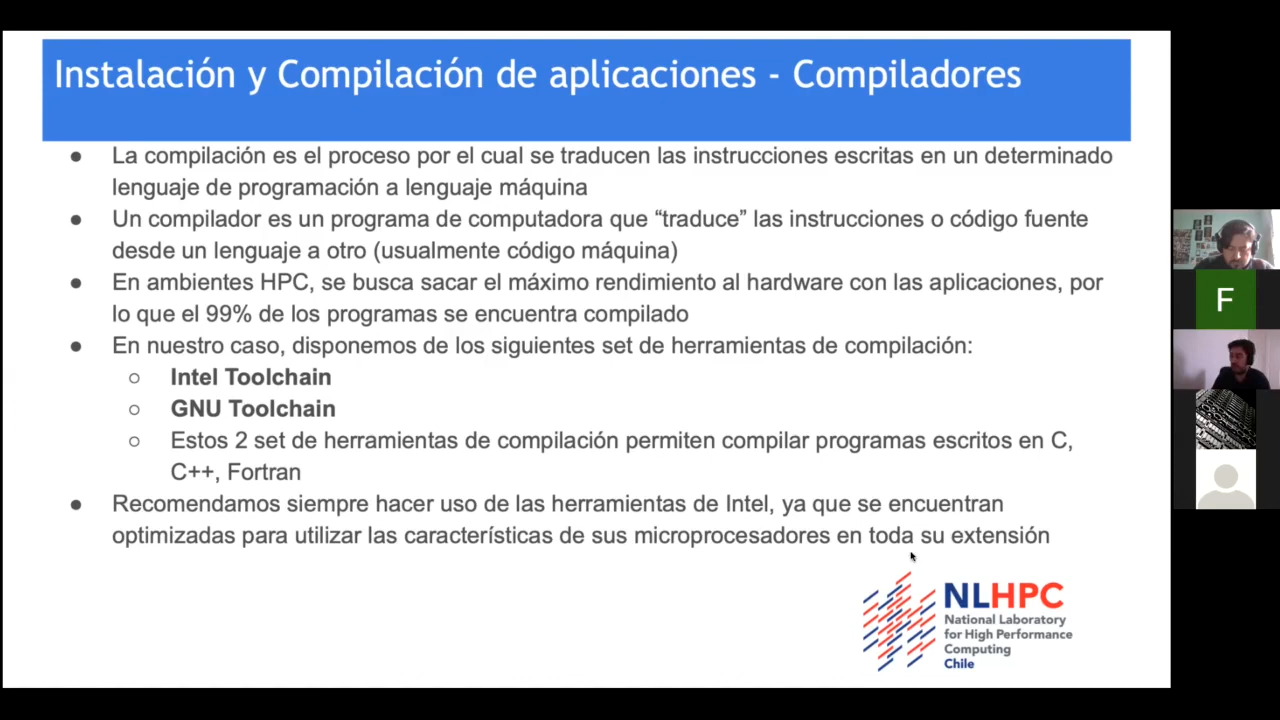 Instalación y Compilación de aplicaciones - Compiladores
● La compilación es el proceso por el cual se traducen las instrucciones escritas en un determinado
lenguaje de programación a lenguaje máquina
● Un compilador es un programa de computadora que “traduce” las instrucciones o código fuente
desde un lenguaje a otro (usualmente código máquina)
● En ambientes HPC, se busca sacar el máximo rendimiento al hardware con las aplicaciones, por
lo que el 99% de los programas se encuentra compilado
● En nuestro caso, disponemos de los siguientes set de herramientas de compilación:
○ Intel Toolchain
○ GNU Toolchain
○ Estos 2 set de herramientas de compilación permiten compilar programas escritos en C,
C++, Fortran
● Recomendamos siempre hacer uso de las herramientas de Intel, ya que se encuentran
optimizadas para utilizar las características de sus microprocesadores en toda su extensión
NLHPC
National Laboratory
for High Performance
Computing
Chile
F